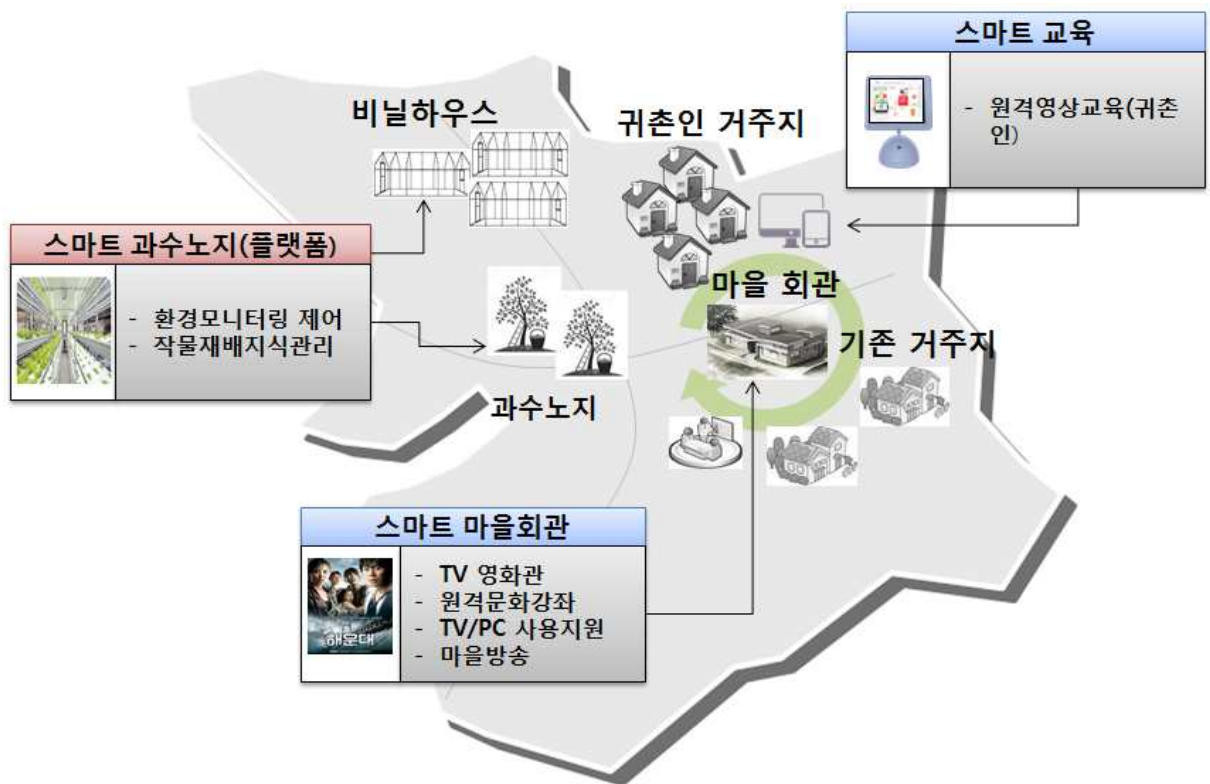 스마트 교육
- 원격영상교육(귀촌
인)
비닐하우스
귀촌인 거주지
스마트 과수노지(플랫폼)
- 환경모니터링 제어
- 작물재배지식관리
마을 회관
기존 거주지
과수노지
스마트 마을회관
- TV 영화관
- 원격문화강좌
- TV/PC 사용지원
- 마을방송
해운대